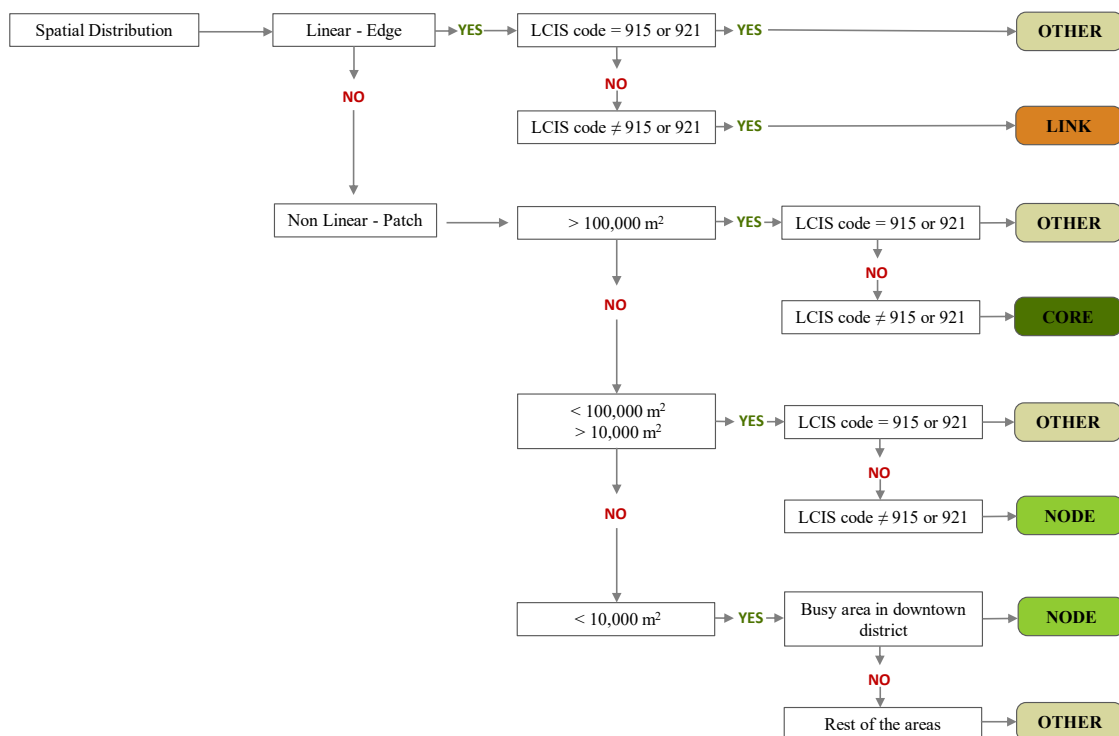 Spatial Distribution
Linear - Edge
YES
LCIS code = 915 or 921
YES
OTHER
NO
NO
LCIS code ≠ 915 or 921
YES
LINK
Non Linear - Patch
> 100,000 m²
YES
LCIS code = 915 or 921
OTHER
NO
NO
LCIS code ≠ 915 or 921
CORE
< 100,000 m²
> 10,000 m²
YES
LCIS code = 915 or 921
OTHER
NO
NO
LCIS code ≠ 915 or 921
NODE
< 10,000 m²
YES
Busy area in downtown
district
NODE
NO
Rest of the areas
OTHER